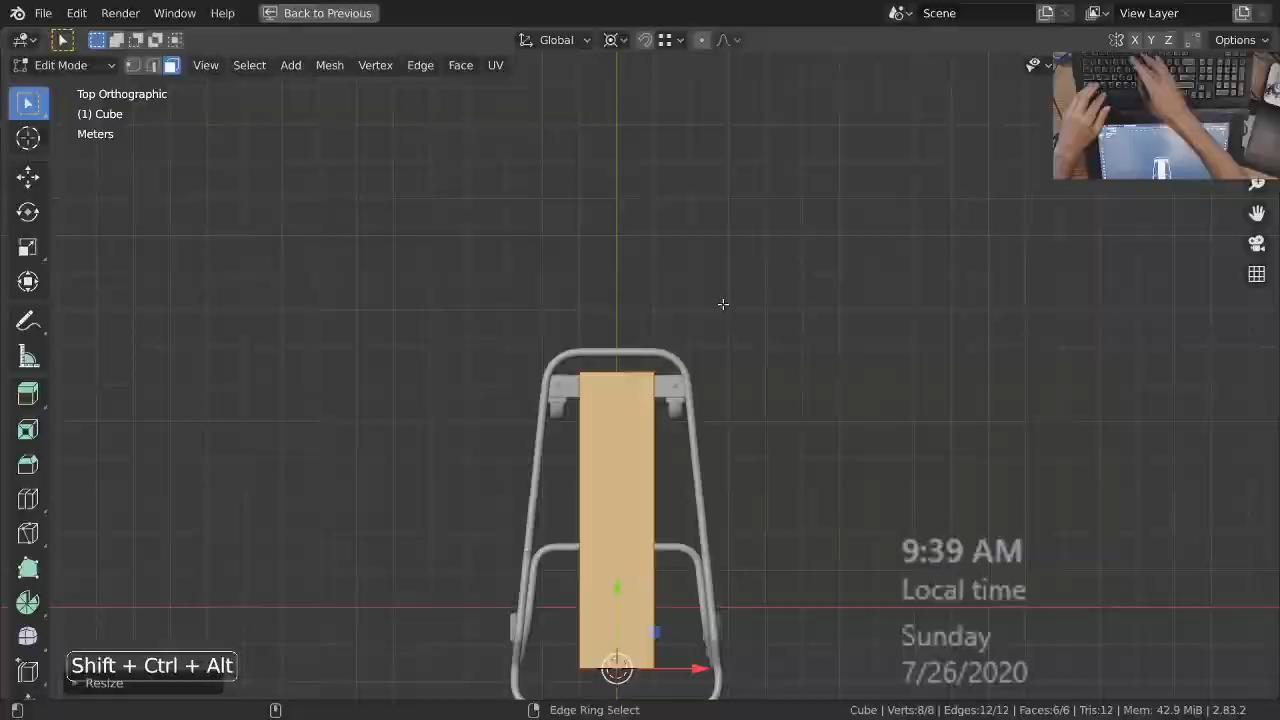 File Edit Render Window Help Back to Previous Scene View Layer
Global X Y Z Options
Edit Mode View Select Add Mesh Vertex Edge Face UV
Top Orthographic
(1) Cube
Meters
9:39 AM
Local time
Sunday
7/26/2020
Shift + Ctrl + Alt
Resize
Edge Ring Select Cube | Verts:8/8 | Edges:12/12 | Faces:6/6 | Tris:12 | Mem: 42.9 MiB | 2.83.2